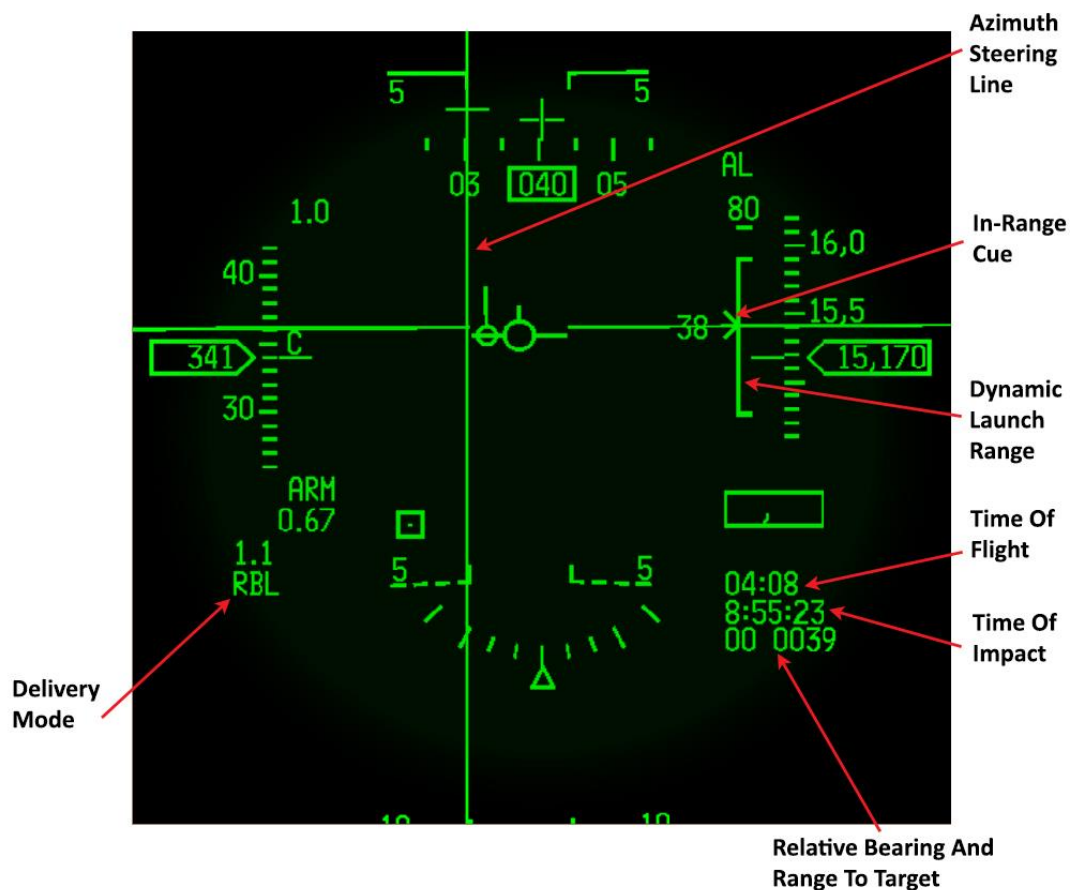 Azimuth
Steering
Line
5 5
03 040 05
AL
80
1.0
In-Range
Cue
16,0
40
15,5
38
C
341
15,170
30
Dynamic
Launch
Range
ARM
0.67
Time Of
Flight
1.1
RBL
5 5
04:08
8:55:23
00 0039
Time Of
Impact
Delivery
Mode
10 10
Relative Bearing And
Range To Target